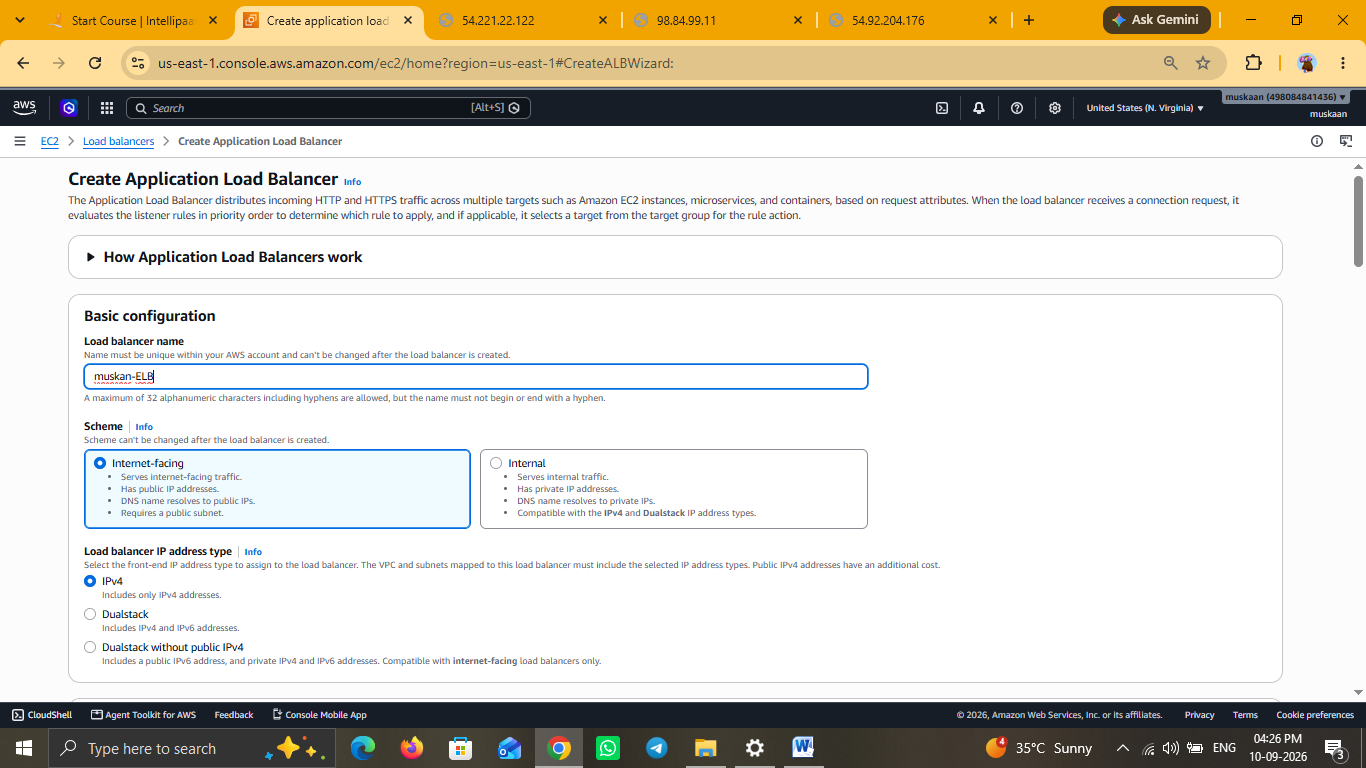 Start Course | Intellipaa
Create application load
54.221.22.122
98.84.99.11
54.92.204.176
Ask Gemini
us-east-1.console.aws.amazon.com/ec2/home?region=us-east-1#CreateALBWizard:
aws
Search
[Alt+S]
United States (N. Virginia)
muskaan (498084841436)
muskaan
EC2
Load balancers
Create Application Load Balancer
Create Application Load Balancer Info
The Application Load Balancer distributes incoming HTTP and HTTPS traffic across multiple targets such as Amazon EC2 instances, microservices, and containers, based on request attributes. When the load balancer receives a connection request, it
evaluates the listener rules in priority order to determine which rule to apply, and if applicable, it selects a target from the target group for the rule action.
How Application Load Balancers work
Basic configuration
Load balancer name
Name must be unique within your AWS account and can't be changed after the load balancer is created.
muskan-ELB
A maximum of 32 alphanumeric characters including hyphens are allowed, but the name must not begin or end with a hyphen.
Scheme Info
Scheme can't be changed after the load balancer is created.
Internet-facing
• Serves internet-facing traffic.
• Has public IP addresses.
• DNS name resolves to public IPs.
• Requires a public subnet.
Internal
• Serves internal traffic.
• Has private IP addresses.
• DNS name resolves to private IPs.
• Compatible with the IPv4 and Dualstack IP address types.
Load balancer IP address type Info
Select the front-end IP address type to assign to the load balancer. The VPC and subnets mapped to this load balancer must include the selected IP address types. Public IPv4 addresses have an additional cost.
IPv4
Includes only IPv4 addresses.
Dualstack
Includes IPv4 and IPv6 addresses.
Dualstack without public IPv4
Includes a public IPv6 address, and private IPv4 and IPv6 addresses. Compatible with internet-facing load balancers only.
CloudShell
Agent Toolkit for AWS
Feedback
Console Mobile App
© 2026, Amazon Web Services, Inc. or its affiliates.
Privacy
Terms
Cookie preferences
Type here to search
4
35°C Sunny
ENG
04:26 PM
10-09-2026
3